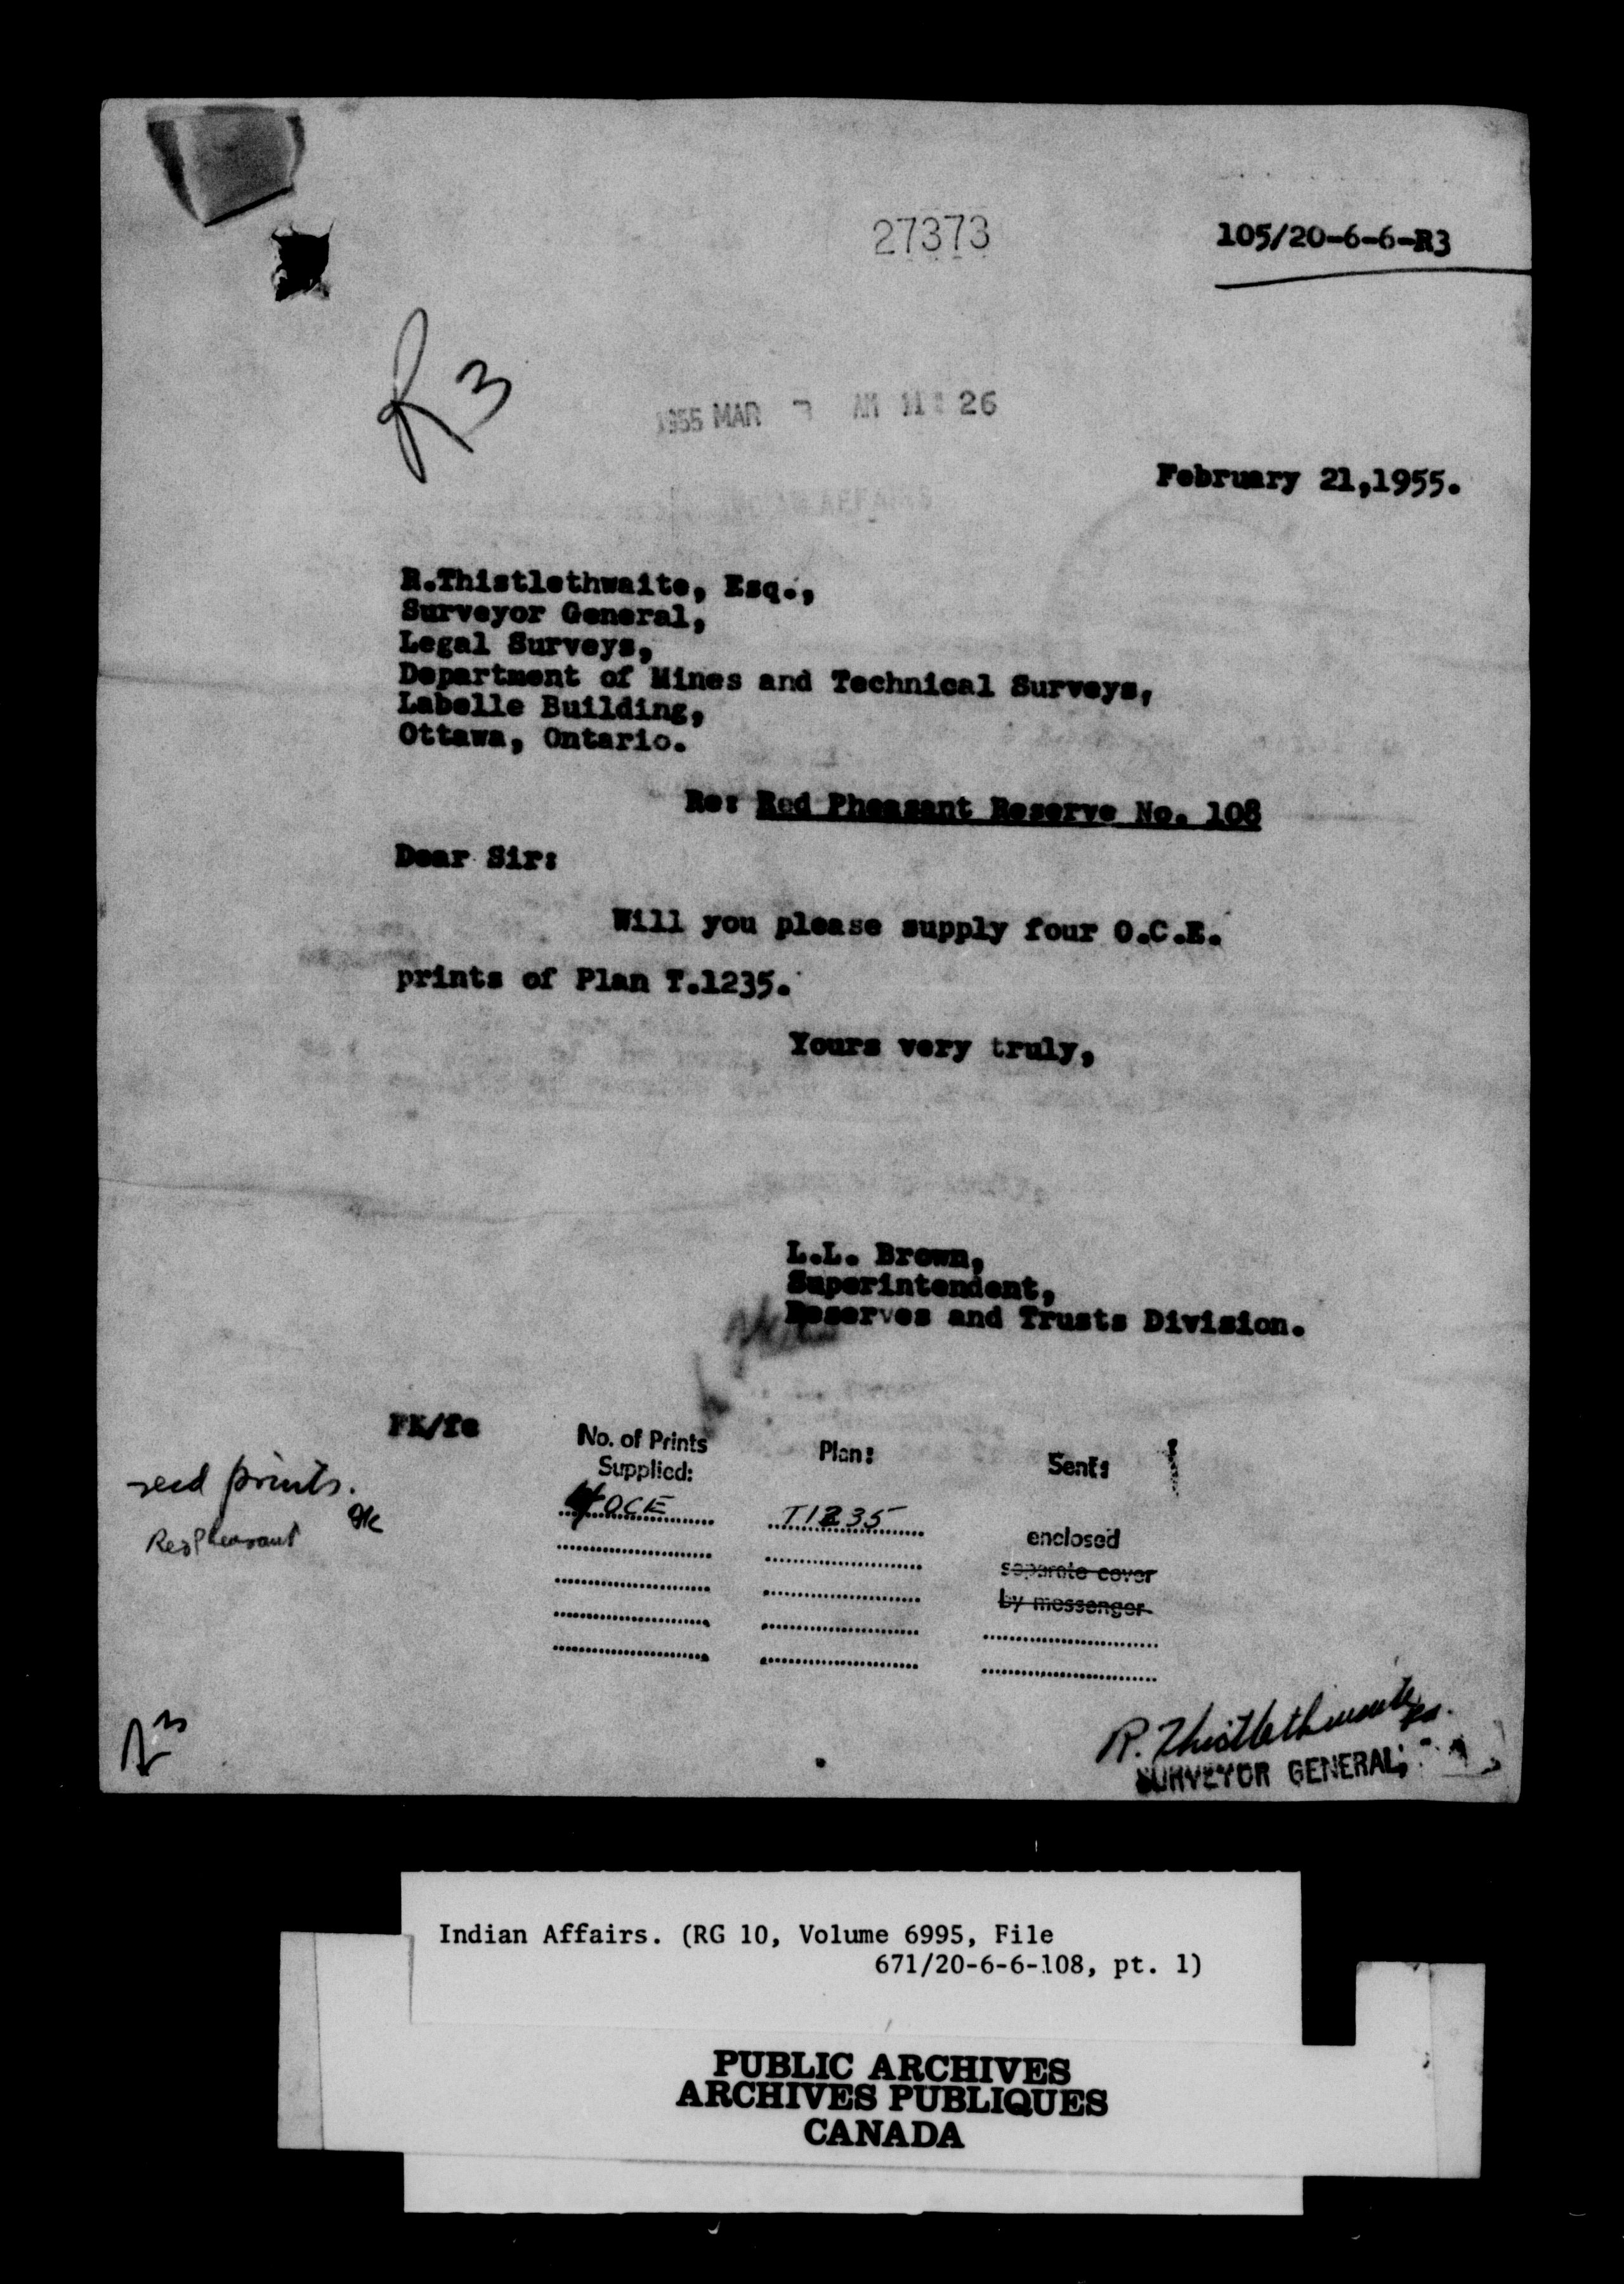 27373
105/20-6-6-R3
R3
1955 MAR 7 AM 11:26
INDIAN AFFAIRS
February 21,1955.
R.Thistlethwaite, Esq.,
Surveyor General,
Legal Surveys,
Department of Mines and Technical Surveys,
Labelle Building,
Ottawa, Ontario.
Re: Red Pheasant Reserve No. 108
Dear Sir:
Will you please supply four O.C.E.
prints of Plan T.1235.
Yours very truly,
L.L. Brown,
Superintendent,
Reserves and Trusts Division.
FK/fe
No. of Prints Supplied:
Plan:
Sent:
4 OCE
T1235
enclosed
separate cover
by messenger
recd prints.
Red Pheasant
R3
R. Thistlethwaite
SURVEYOR GENERAL,
Indian Affairs. (RG 10, Volume 6995, File
671/20-6-6-108, pt. 1)
PUBLIC ARCHIVES
ARCHIVES PUBLIQUES
CANADA